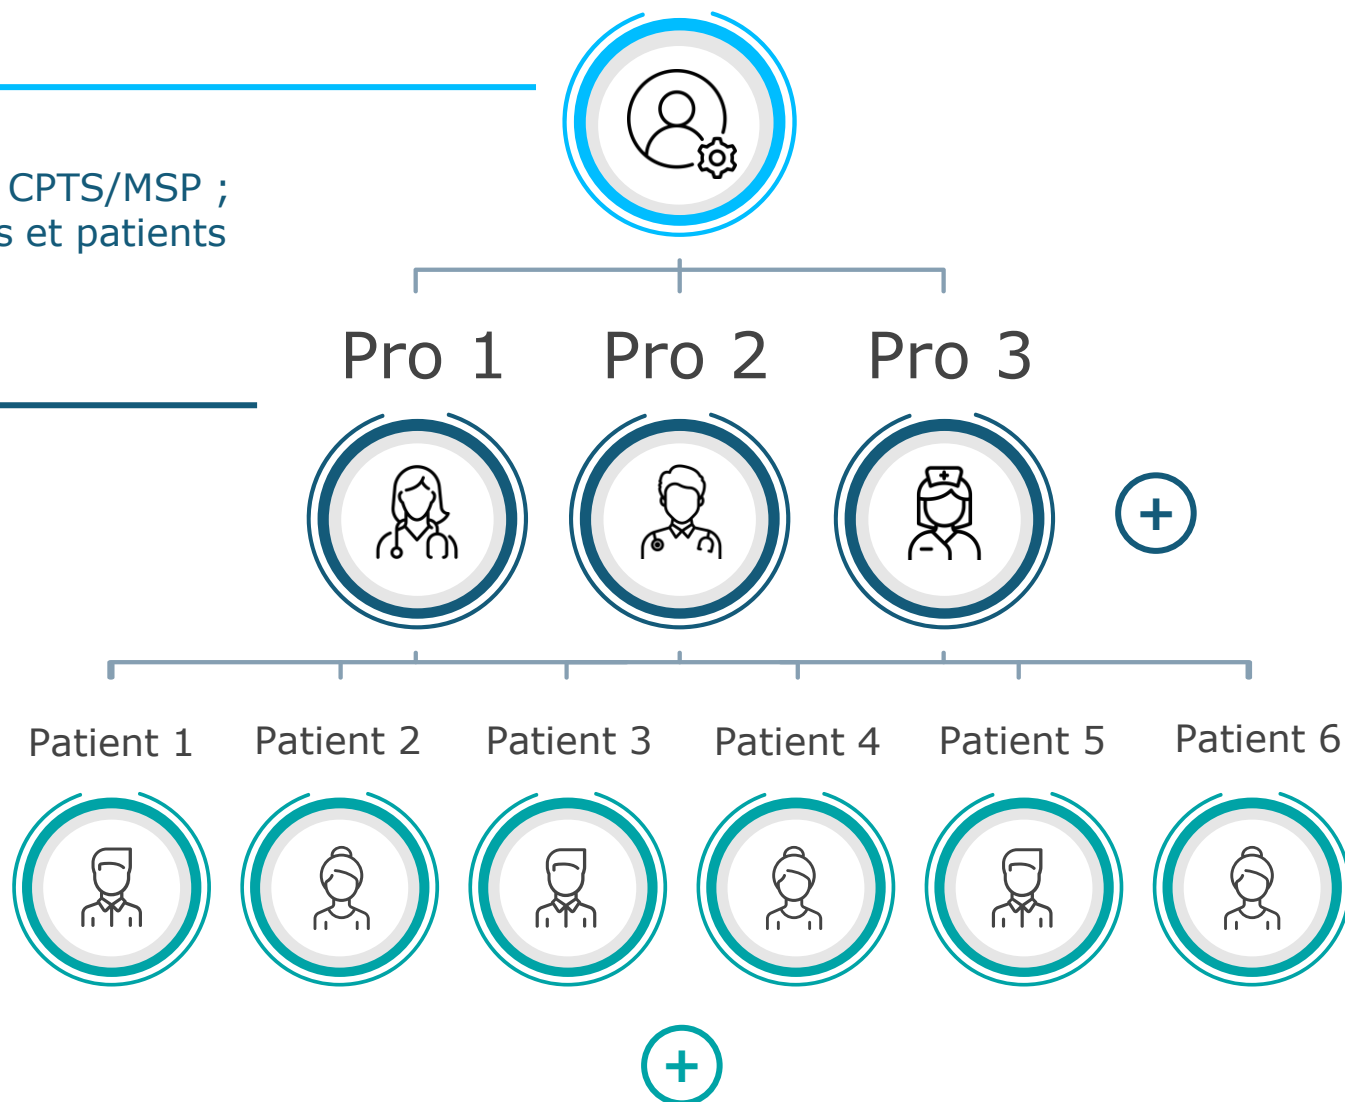 CPTS/MSP ;
s et patients
Pro 1 Pro 2 Pro 3
+
Patient 1 Patient 2 Patient 3 Patient 4 Patient 5 Patient 6
+